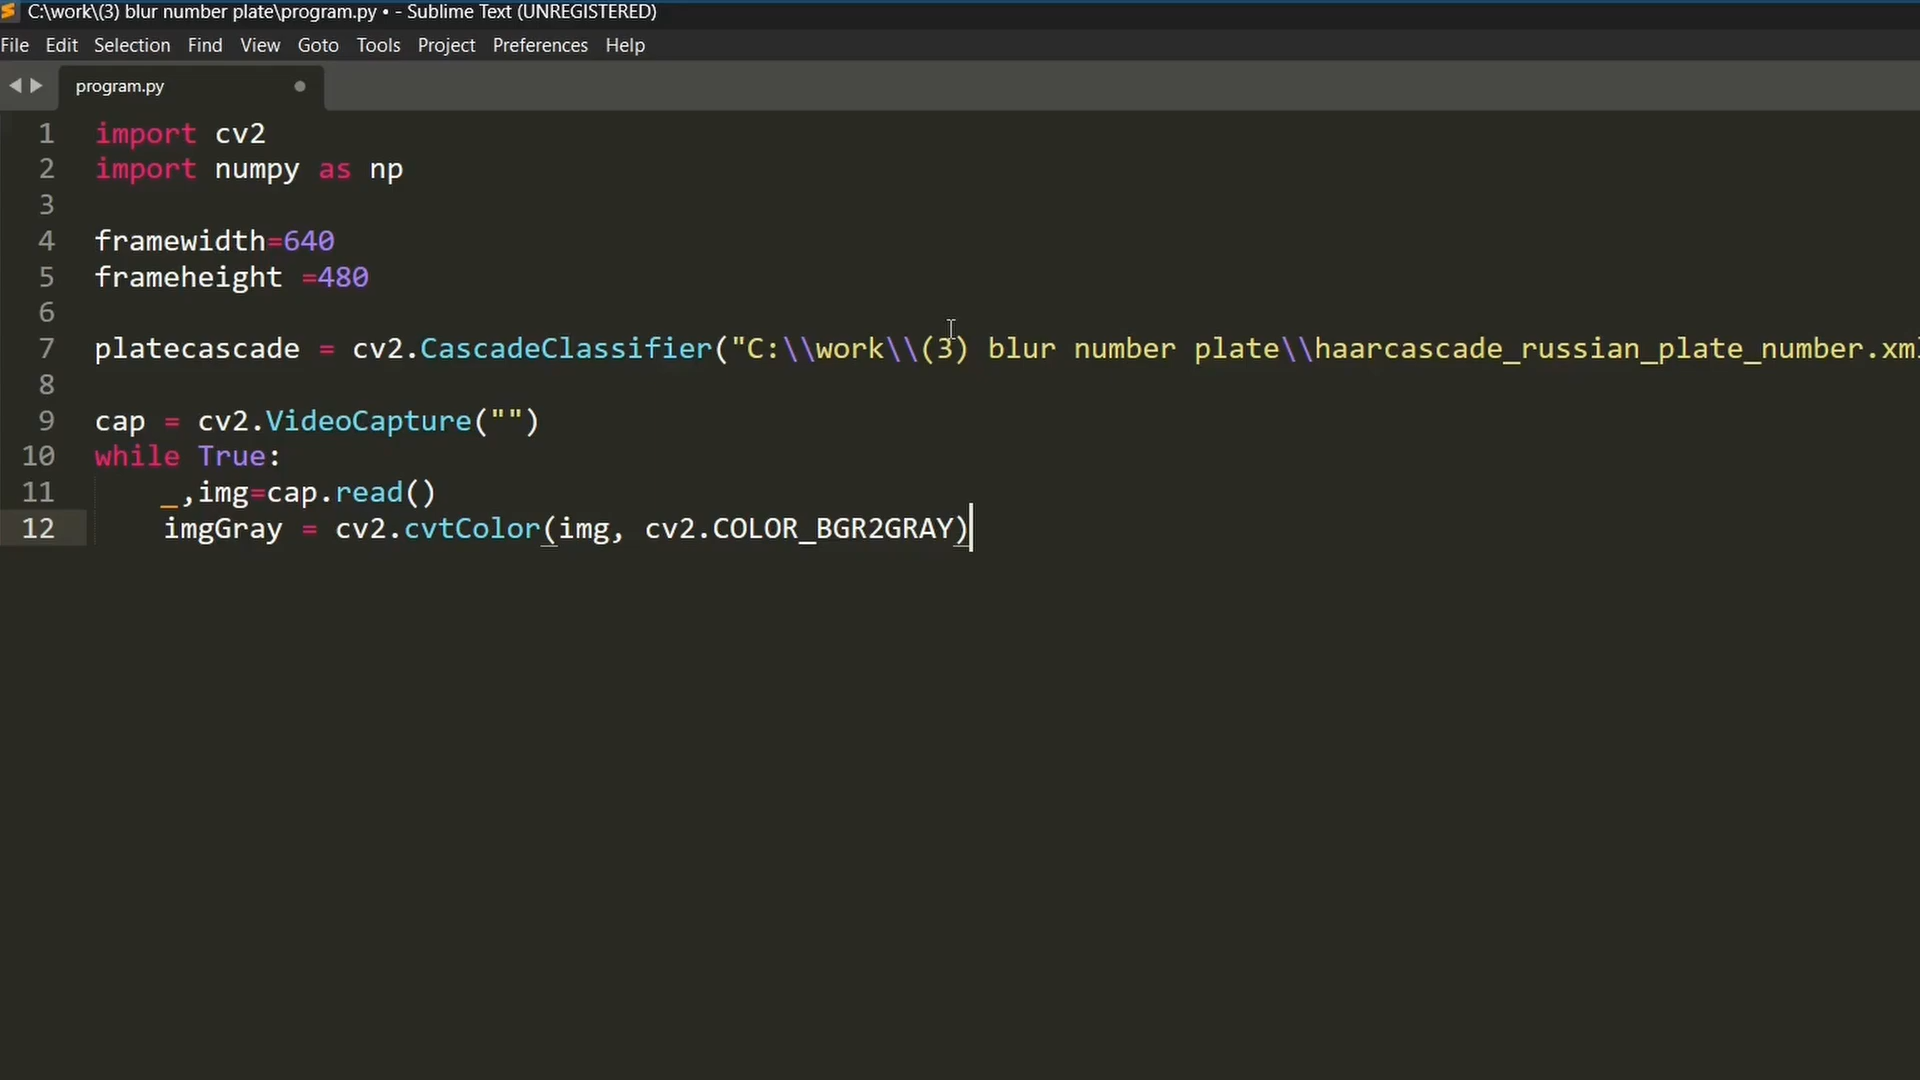 C:\work\(3) blur number plate\program.py • - Sublime Text (UNREGISTERED)
File Edit Selection Find View Goto Tools Project Preferences Help
program.py
1 import cv2
2 import numpy as np
3
4 framewidth=640
5 frameheight =480
6
7 platecascade = cv2.CascadeClassifier("C:\\work\\(3) blur number plate\\haarcascade_russian_plate_number.xml
8
9 cap = cv2.VideoCapture("")
10 while True:
11     _,img=cap.read()
12     imgGray = cv2.cvtColor(img, cv2.COLOR_BGR2GRAY)